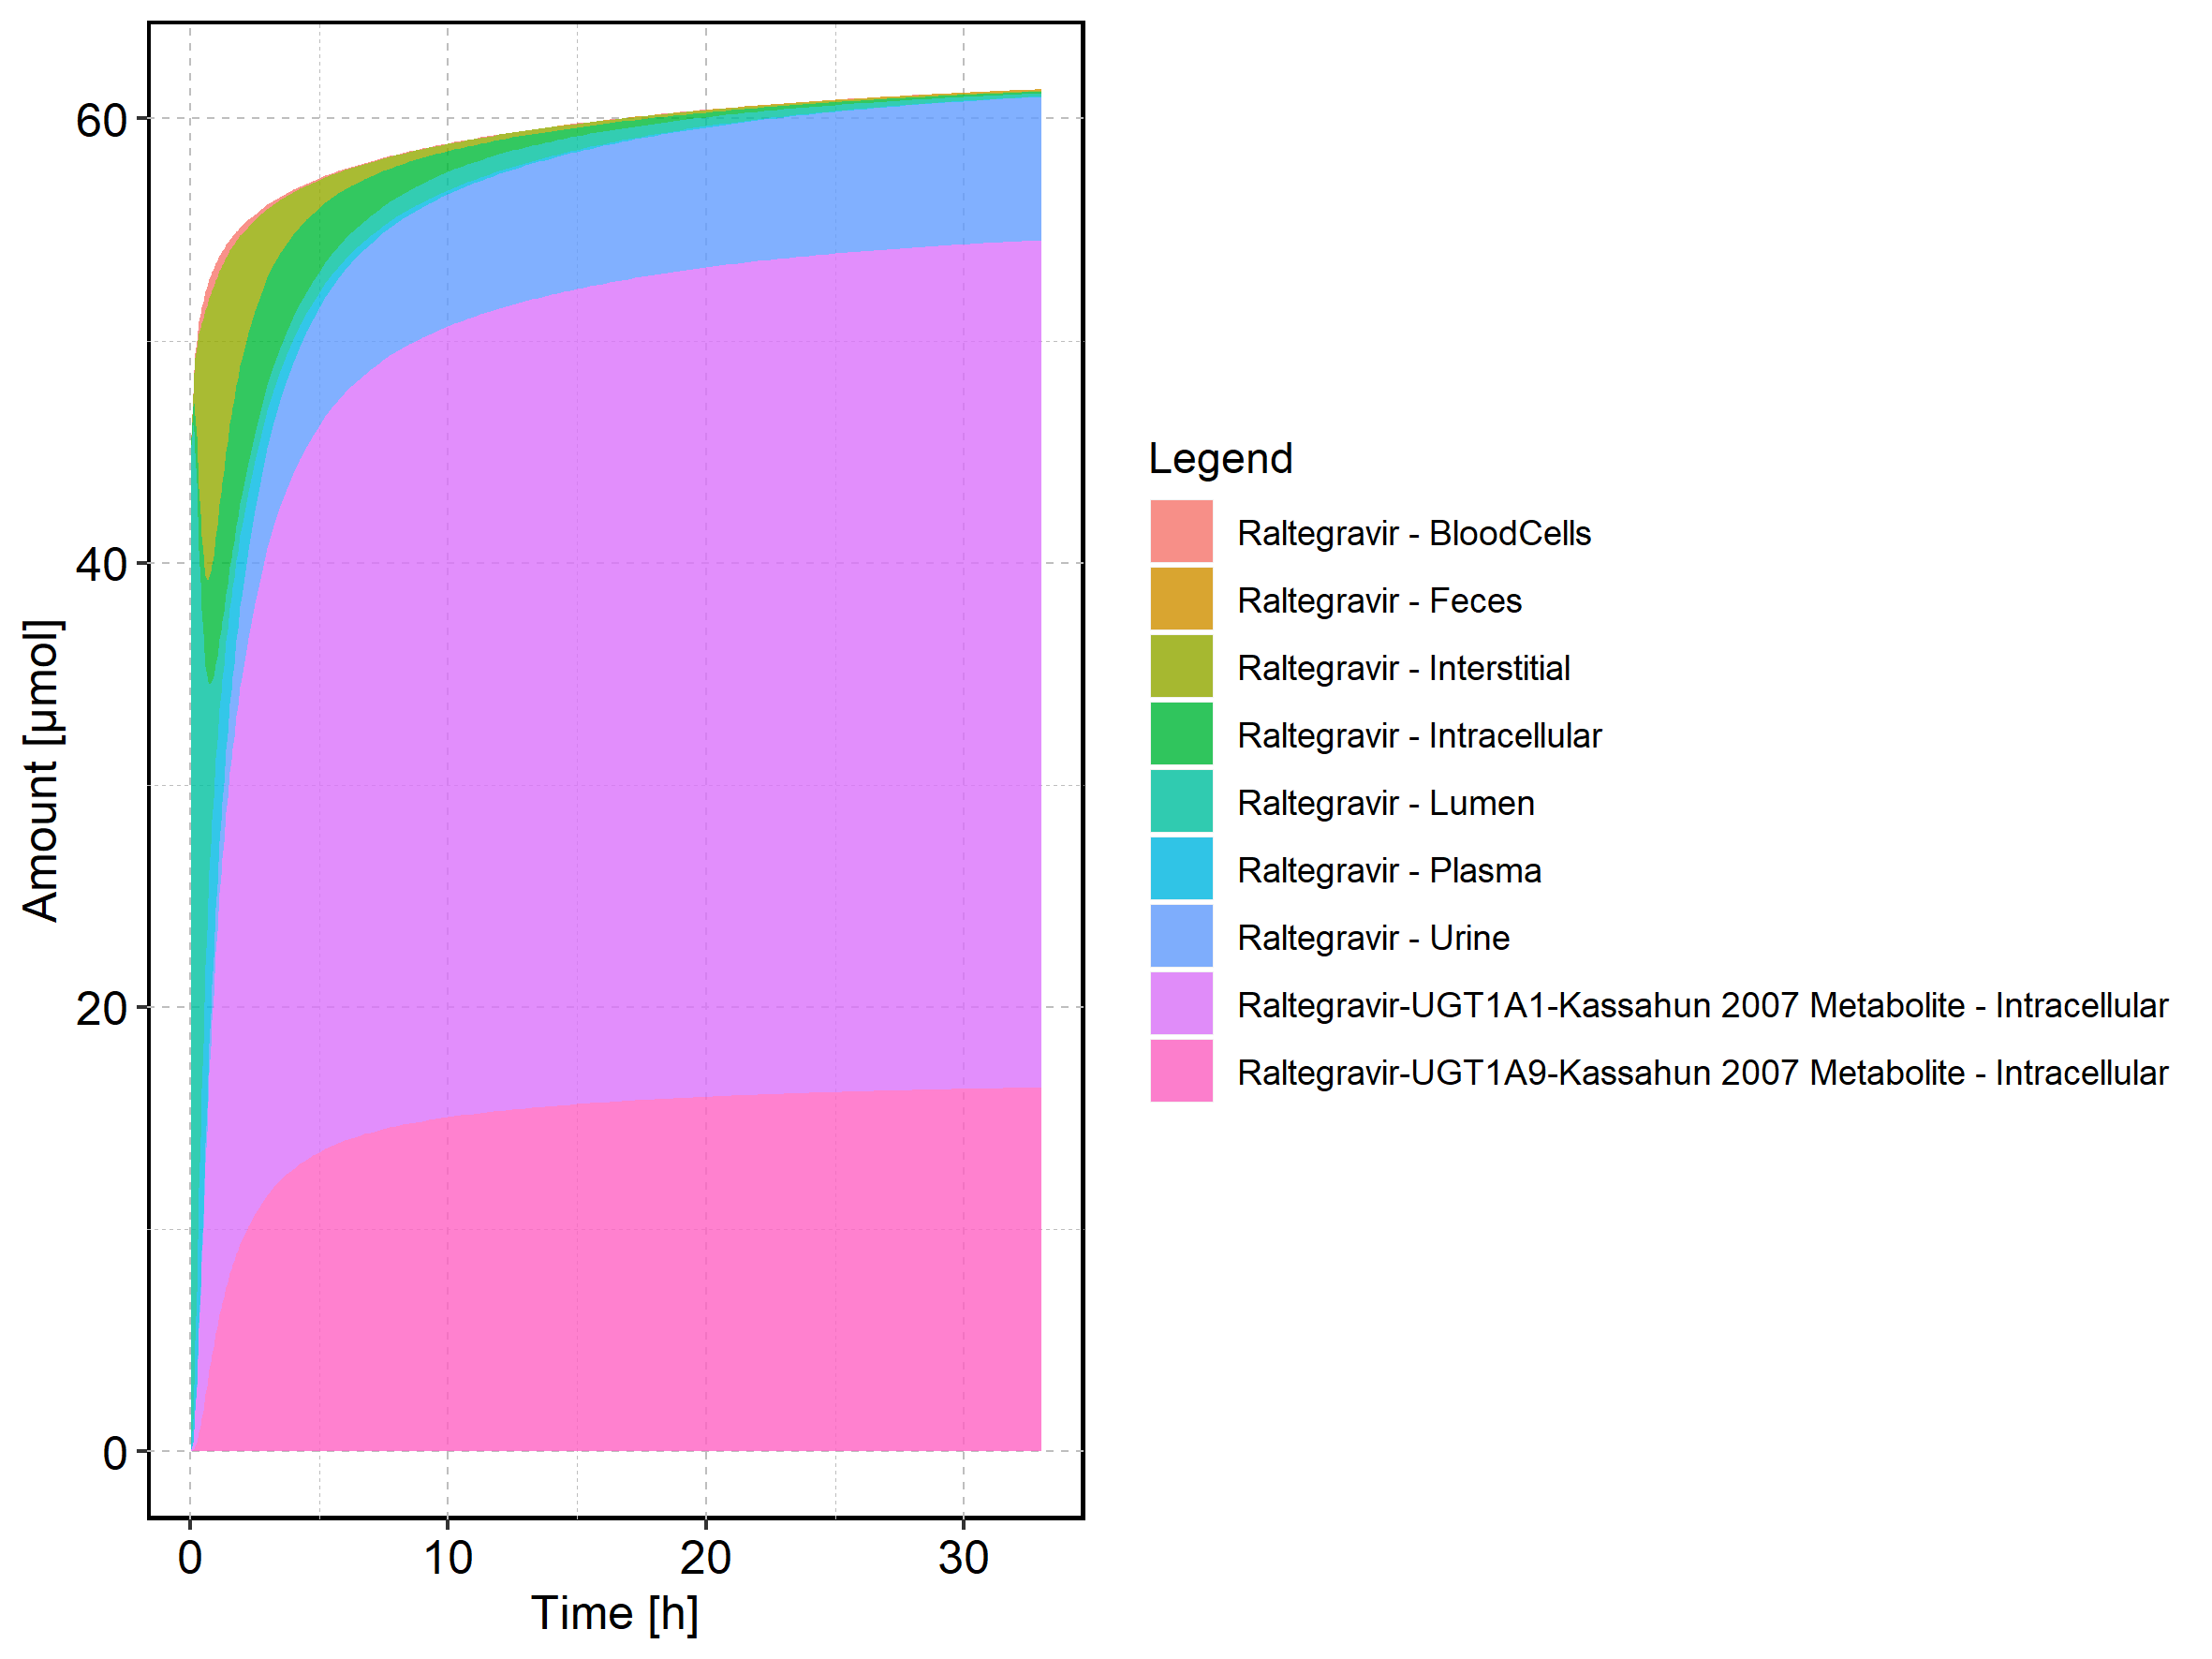 60
40
20
0
Amount [µmol]
0 10 20 30
Time [h]
Legend
Raltegravir - BloodCells
Raltegravir - Feces
Raltegravir - Interstitial
Raltegravir - Intracellular
Raltegravir - Lumen
Raltegravir - Plasma
Raltegravir - Urine
Raltegravir-UGT1A1-Kassahun 2007 Metabolite - Intracellular
Raltegravir-UGT1A9-Kassahun 2007 Metabolite - Intracellular